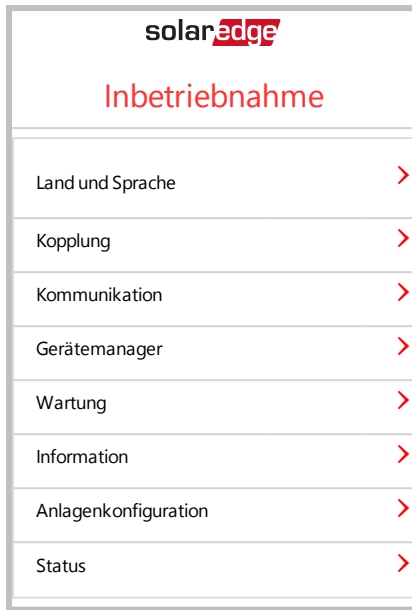 solaredge
Inbetriebnahme
Land und Sprache
Kopplung
Kommunikation
Gerätemanager
Wartung
Information
Anlagenkonfiguration
Status